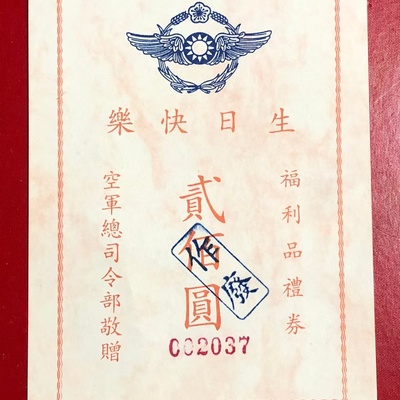 生日快樂
福利品禮券
貳佰圓
作廢
空軍總司令部敬贈
002037